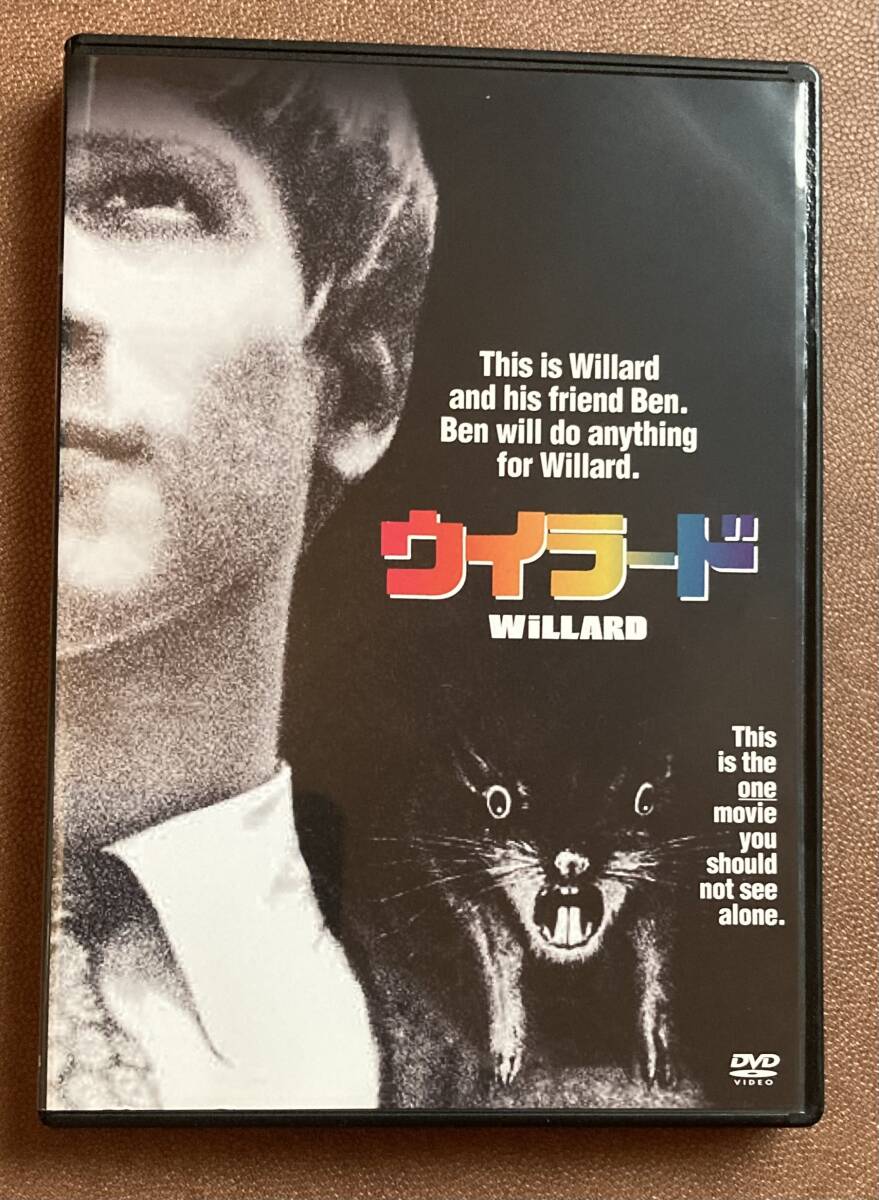 This is Willard
and his friend Ben.
Ben will do anything
for Willard.
ウイラード
WiLLARD
This
is the
one
movie
you
should
not see
alone.
DVD
VIDEO